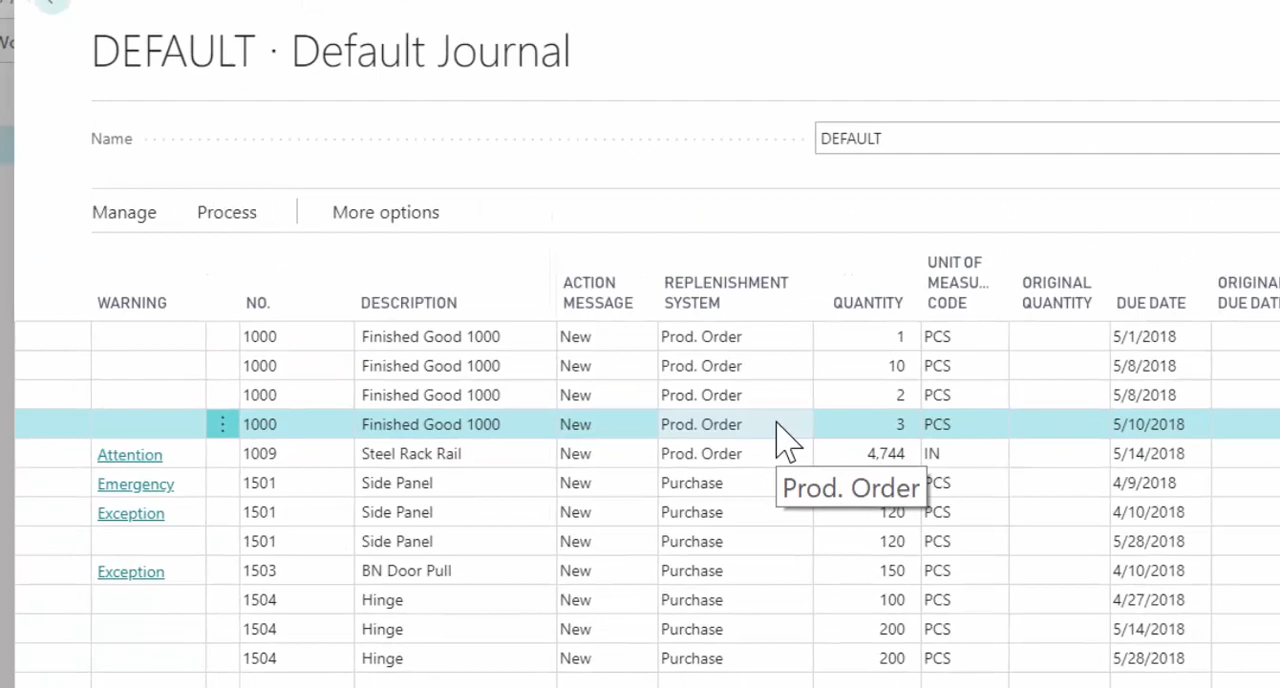 Wo
DEFAULT · Default Journal
Name DEFAULT
Manage Process More options
WARNING NO. DESCRIPTION ACTION MESSAGE REPLENISHMENT SYSTEM QUANTITY UNIT OF MEASU... CODE ORIGINAL QUANTITY DUE DATE ORIGINAL DUE DATE
1000 Finished Good 1000 New Prod. Order 1 PCS 5/1/2018
1000 Finished Good 1000 New Prod. Order 10 PCS 5/8/2018
1000 Finished Good 1000 New Prod. Order 2 PCS 5/8/2018
1000 Finished Good 1000 New Prod. Order 3 PCS 5/10/2018
Attention 1009 Steel Rack Rail Prod. Order 4,744 IN 5/14/2018
Emergency 1501 Side Panel New Purchase PCS 4/9/2018
Prod. Order
Exception 1501 Side Panel New Purchase 120 PCS 4/10/2018
1501 Side Panel New Purchase 120 PCS 5/28/2018
Exception 1503 BN Door Pull New Purchase 150 PCS 4/10/2018
1504 Hinge New Purchase 100 PCS 4/27/2018
1504 Hinge New Purchase 200 PCS 5/14/2018
1504 Hinge New Purchase 200 PCS 5/28/2018